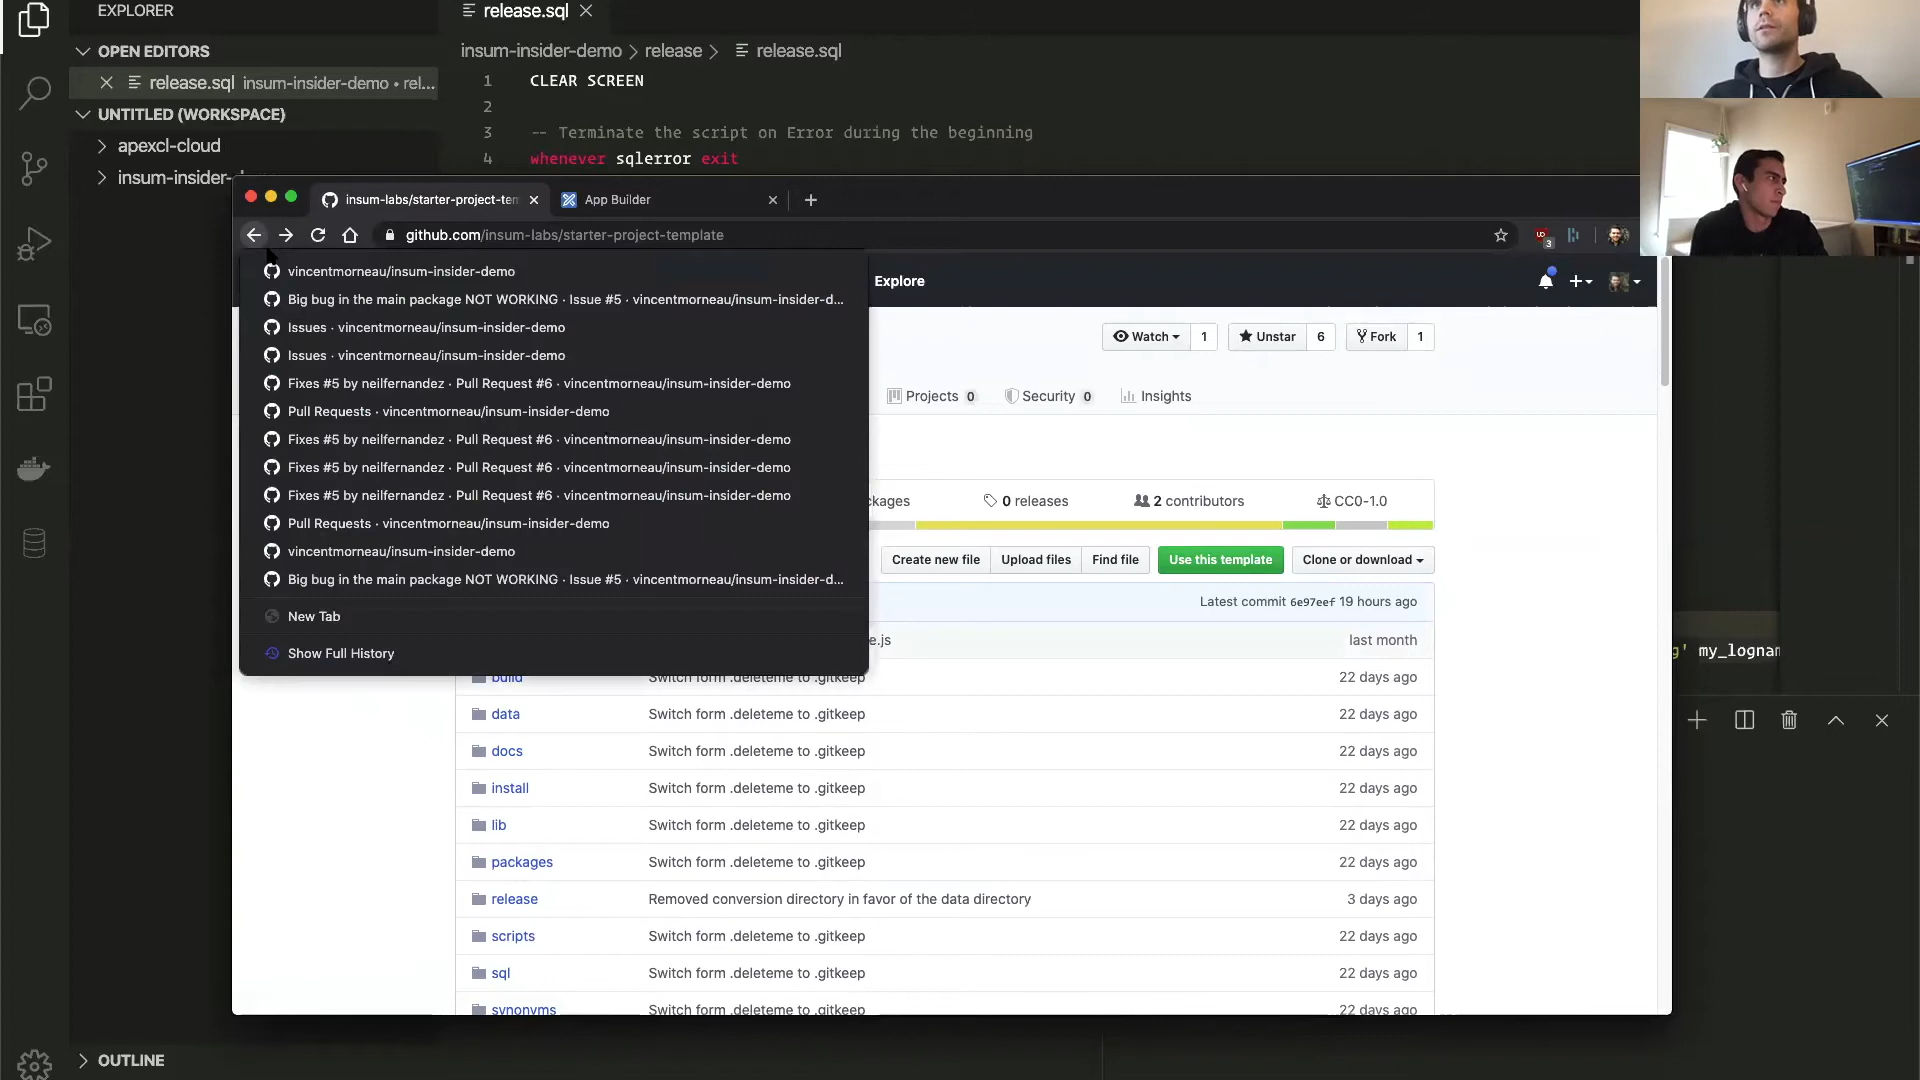 EXPLORER
OPEN EDITORS
release.sql insum-insider-demo • rel...
UNTITLED (WORKSPACE)
apexcl-cloud
insum-insider-
release.sql
insum-insider-demo > release > release.sql
1 CLEAR SCREEN
2
3 -- Terminate the script on Error during the beginning
4 whenever sqlerror exit
insum-labs/starter-project-ten
App Builder
github.com/insum-labs/starter-project-template
3
vincentmorneau/insum-insider-demo
Big bug in the main package NOT WORKING · Issue #5 · vincentmorneau/insum-insider-d...
Issues · vincentmorneau/insum-insider-demo
Issues · vincentmorneau/insum-insider-demo
Fixes #5 by neilfernandez · Pull Request #6 · vincentmorneau/insum-insider-demo
Pull Requests · vincentmorneau/insum-insider-demo
Fixes #5 by neilfernandez · Pull Request #6 · vincentmorneau/insum-insider-demo
Fixes #5 by neilfernandez · Pull Request #6 · vincentmorneau/insum-insider-demo
Fixes #5 by neilfernandez · Pull Request #6 · vincentmorneau/insum-insider-demo
Pull Requests · vincentmorneau/insum-insider-demo
vincentmorneau/insum-insider-demo
Big bug in the main package NOT WORKING · Issue #5 · vincentmorneau/insum-insider-d...
New Tab
Show Full History
Explore
Watch 1 Unstar 6 Fork 1
Projects 0 Security 0 Insights
ckages 0 releases 2 contributors CC0-1.0
Create new file Upload files Find file Use this template Clone or download
Latest commit 6e97eef 19 hours ago
e.js last month
build Switch form .deleteme to .gitkeep 22 days ago
data Switch form .deleteme to .gitkeep 22 days ago
docs Switch form .deleteme to .gitkeep 22 days ago
install Switch form .deleteme to .gitkeep 22 days ago
lib Switch form .deleteme to .gitkeep 22 days ago
packages Switch form .deleteme to .gitkeep 22 days ago
release Removed conversion directory in favor of the data directory 3 days ago
scripts Switch form .deleteme to .gitkeep 22 days ago
sql Switch form .deleteme to .gitkeep 22 days ago
synonyms Switch form .deleteme to .gitkeep 22 days ago
g' my_lognam
OUTLINE